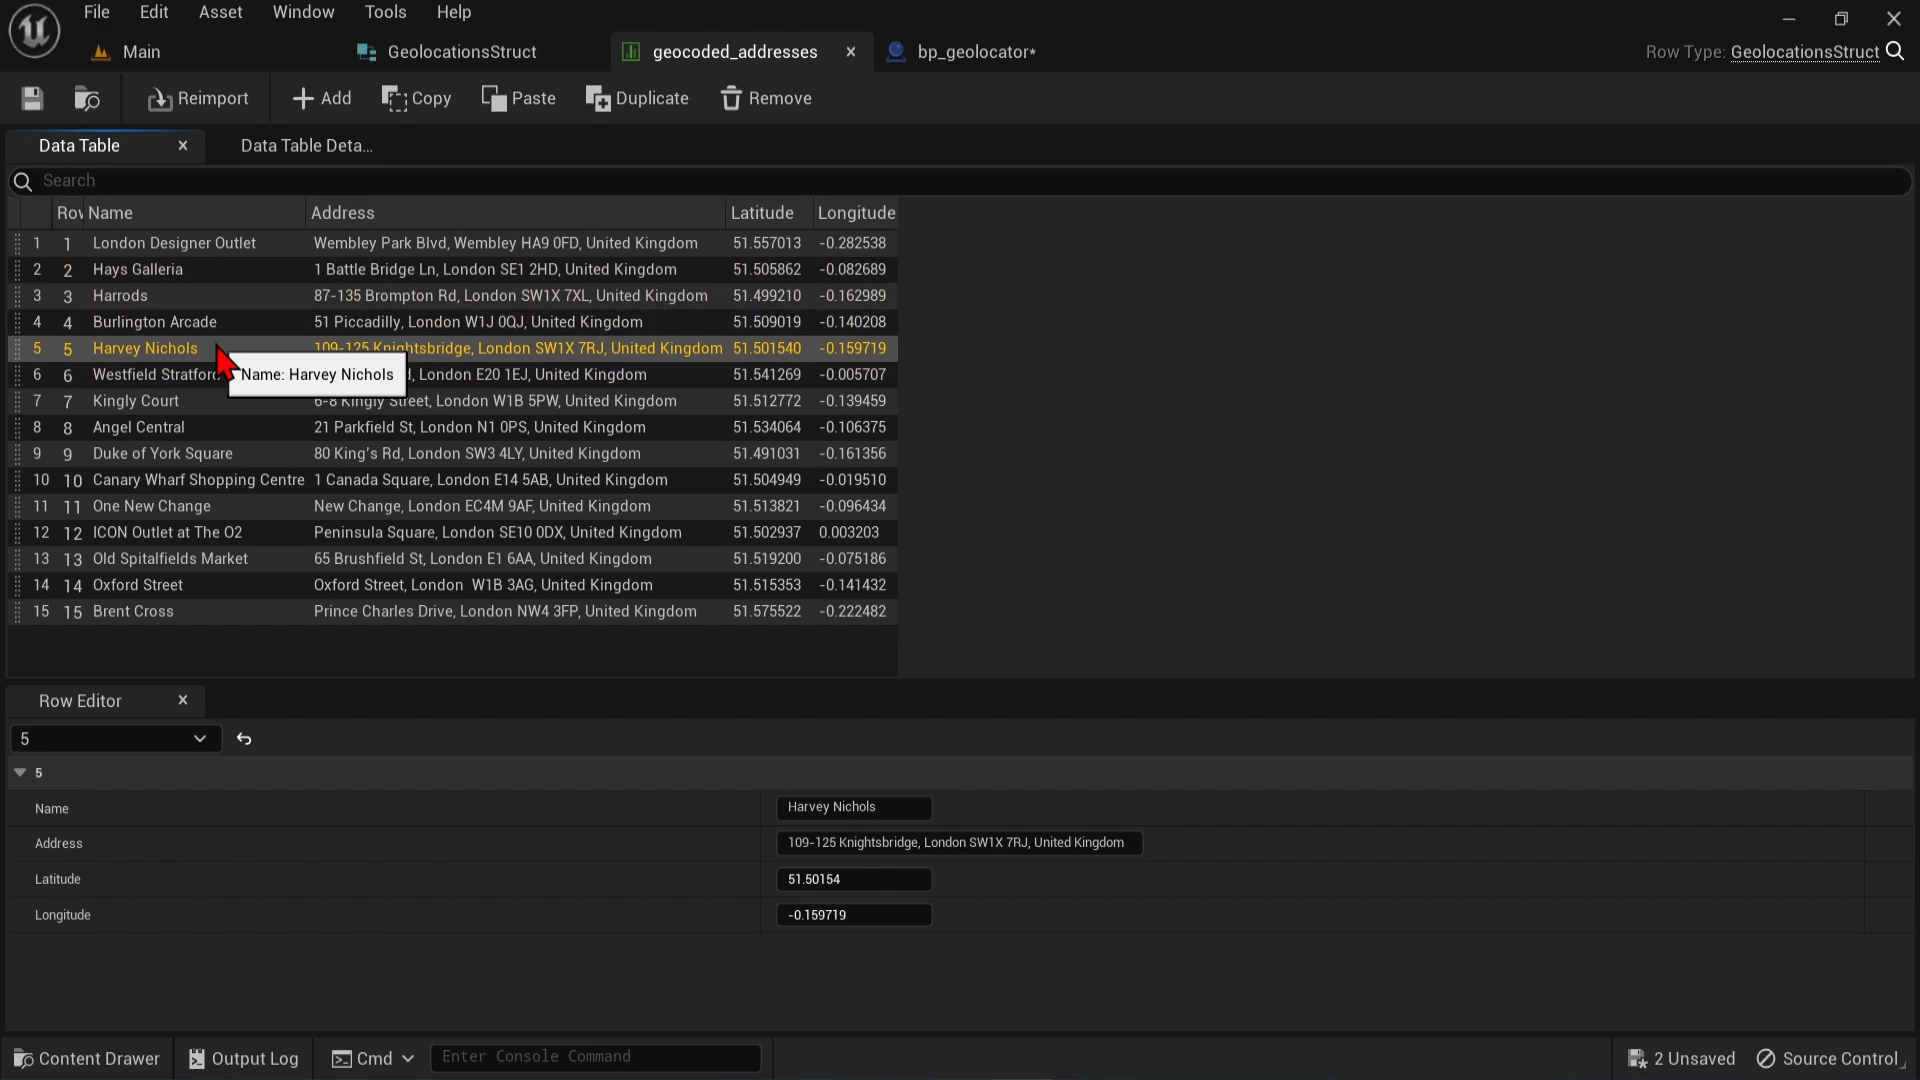 File Edit Asset Window Tools Help
Main GeolocationsStruct geocoded_addresses bp_geolocator* Row Type: GeolocationsStruct
Reimport Add Copy Paste Duplicate Remove
Data Table Data Table Deta...
Search
Row Name Address Latitude Longitude
1 1 London Designer Outlet Wembley Park Blvd, Wembley HA9 0FD, United Kingdom 51.557013 -0.282538
2 2 Hays Galleria 1 Battle Bridge Ln, London SE1 2HD, United Kingdom 51.505862 -0.082689
3 3 Harrods 87-135 Brompton Rd, London SW1X 7XL, United Kingdom 51.499210 -0.162989
4 4 Burlington Arcade 51 Piccadilly, London W1J 0QJ, United Kingdom 51.509019 -0.140208
5 5 Harvey Nichols 109-125 Knightsbridge, London SW1X 7RJ, United Kingdom 51.501540 -0.159719
6 6 Westfield Stratford Name: Harvey Nichols , London E20 1EJ, United Kingdom 51.541269 -0.005707
7 7 Kingly Court 6-8 Kingly Street, London W1B 5PW, United Kingdom 51.512772 -0.139459
8 8 Angel Central 21 Parkfield St, London N1 0PS, United Kingdom 51.534064 -0.106375
9 9 Duke of York Square 80 King's Rd, London SW3 4LY, United Kingdom 51.491031 -0.161356
10 10 Canary Wharf Shopping Centre 1 Canada Square, London E14 5AB, United Kingdom 51.504949 -0.019510
11 11 One New Change New Change, London EC4M 9AF, United Kingdom 51.513821 -0.096434
12 12 ICON Outlet at The O2 Peninsula Square, London SE10 0DX, United Kingdom 51.502937 0.003203
13 13 Old Spitalfields Market 65 Brushfield St, London E1 6AA, United Kingdom 51.519200 -0.075186
14 14 Oxford Street Oxford Street, London W1B 3AG, United Kingdom 51.515353 -0.141432
15 15 Brent Cross Prince Charles Drive, London NW4 3FP, United Kingdom 51.575522 -0.222482
Row Editor
5
5
Name Harvey Nichols
Address 109-125 Knightsbridge, London SW1X 7RJ, United Kingdom
Latitude 51.50154
Longitude -0.159719
Content Drawer Output Log Cmd Enter Console Command 2 Unsaved Source Control